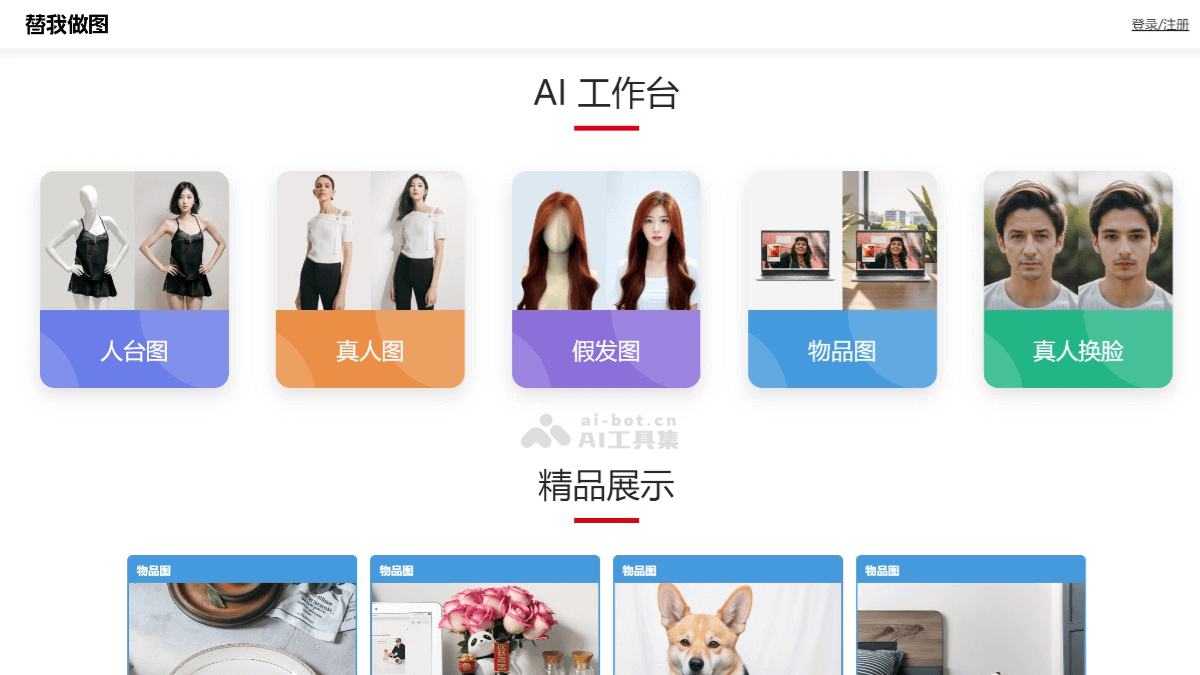 替我做图
登录/注册
AI 工作台
人台图
真人图
假发图
物品图
真人换脸
ai-bot.cn
AI工具集
精品展示
物品图
物品图
物品图
物品图